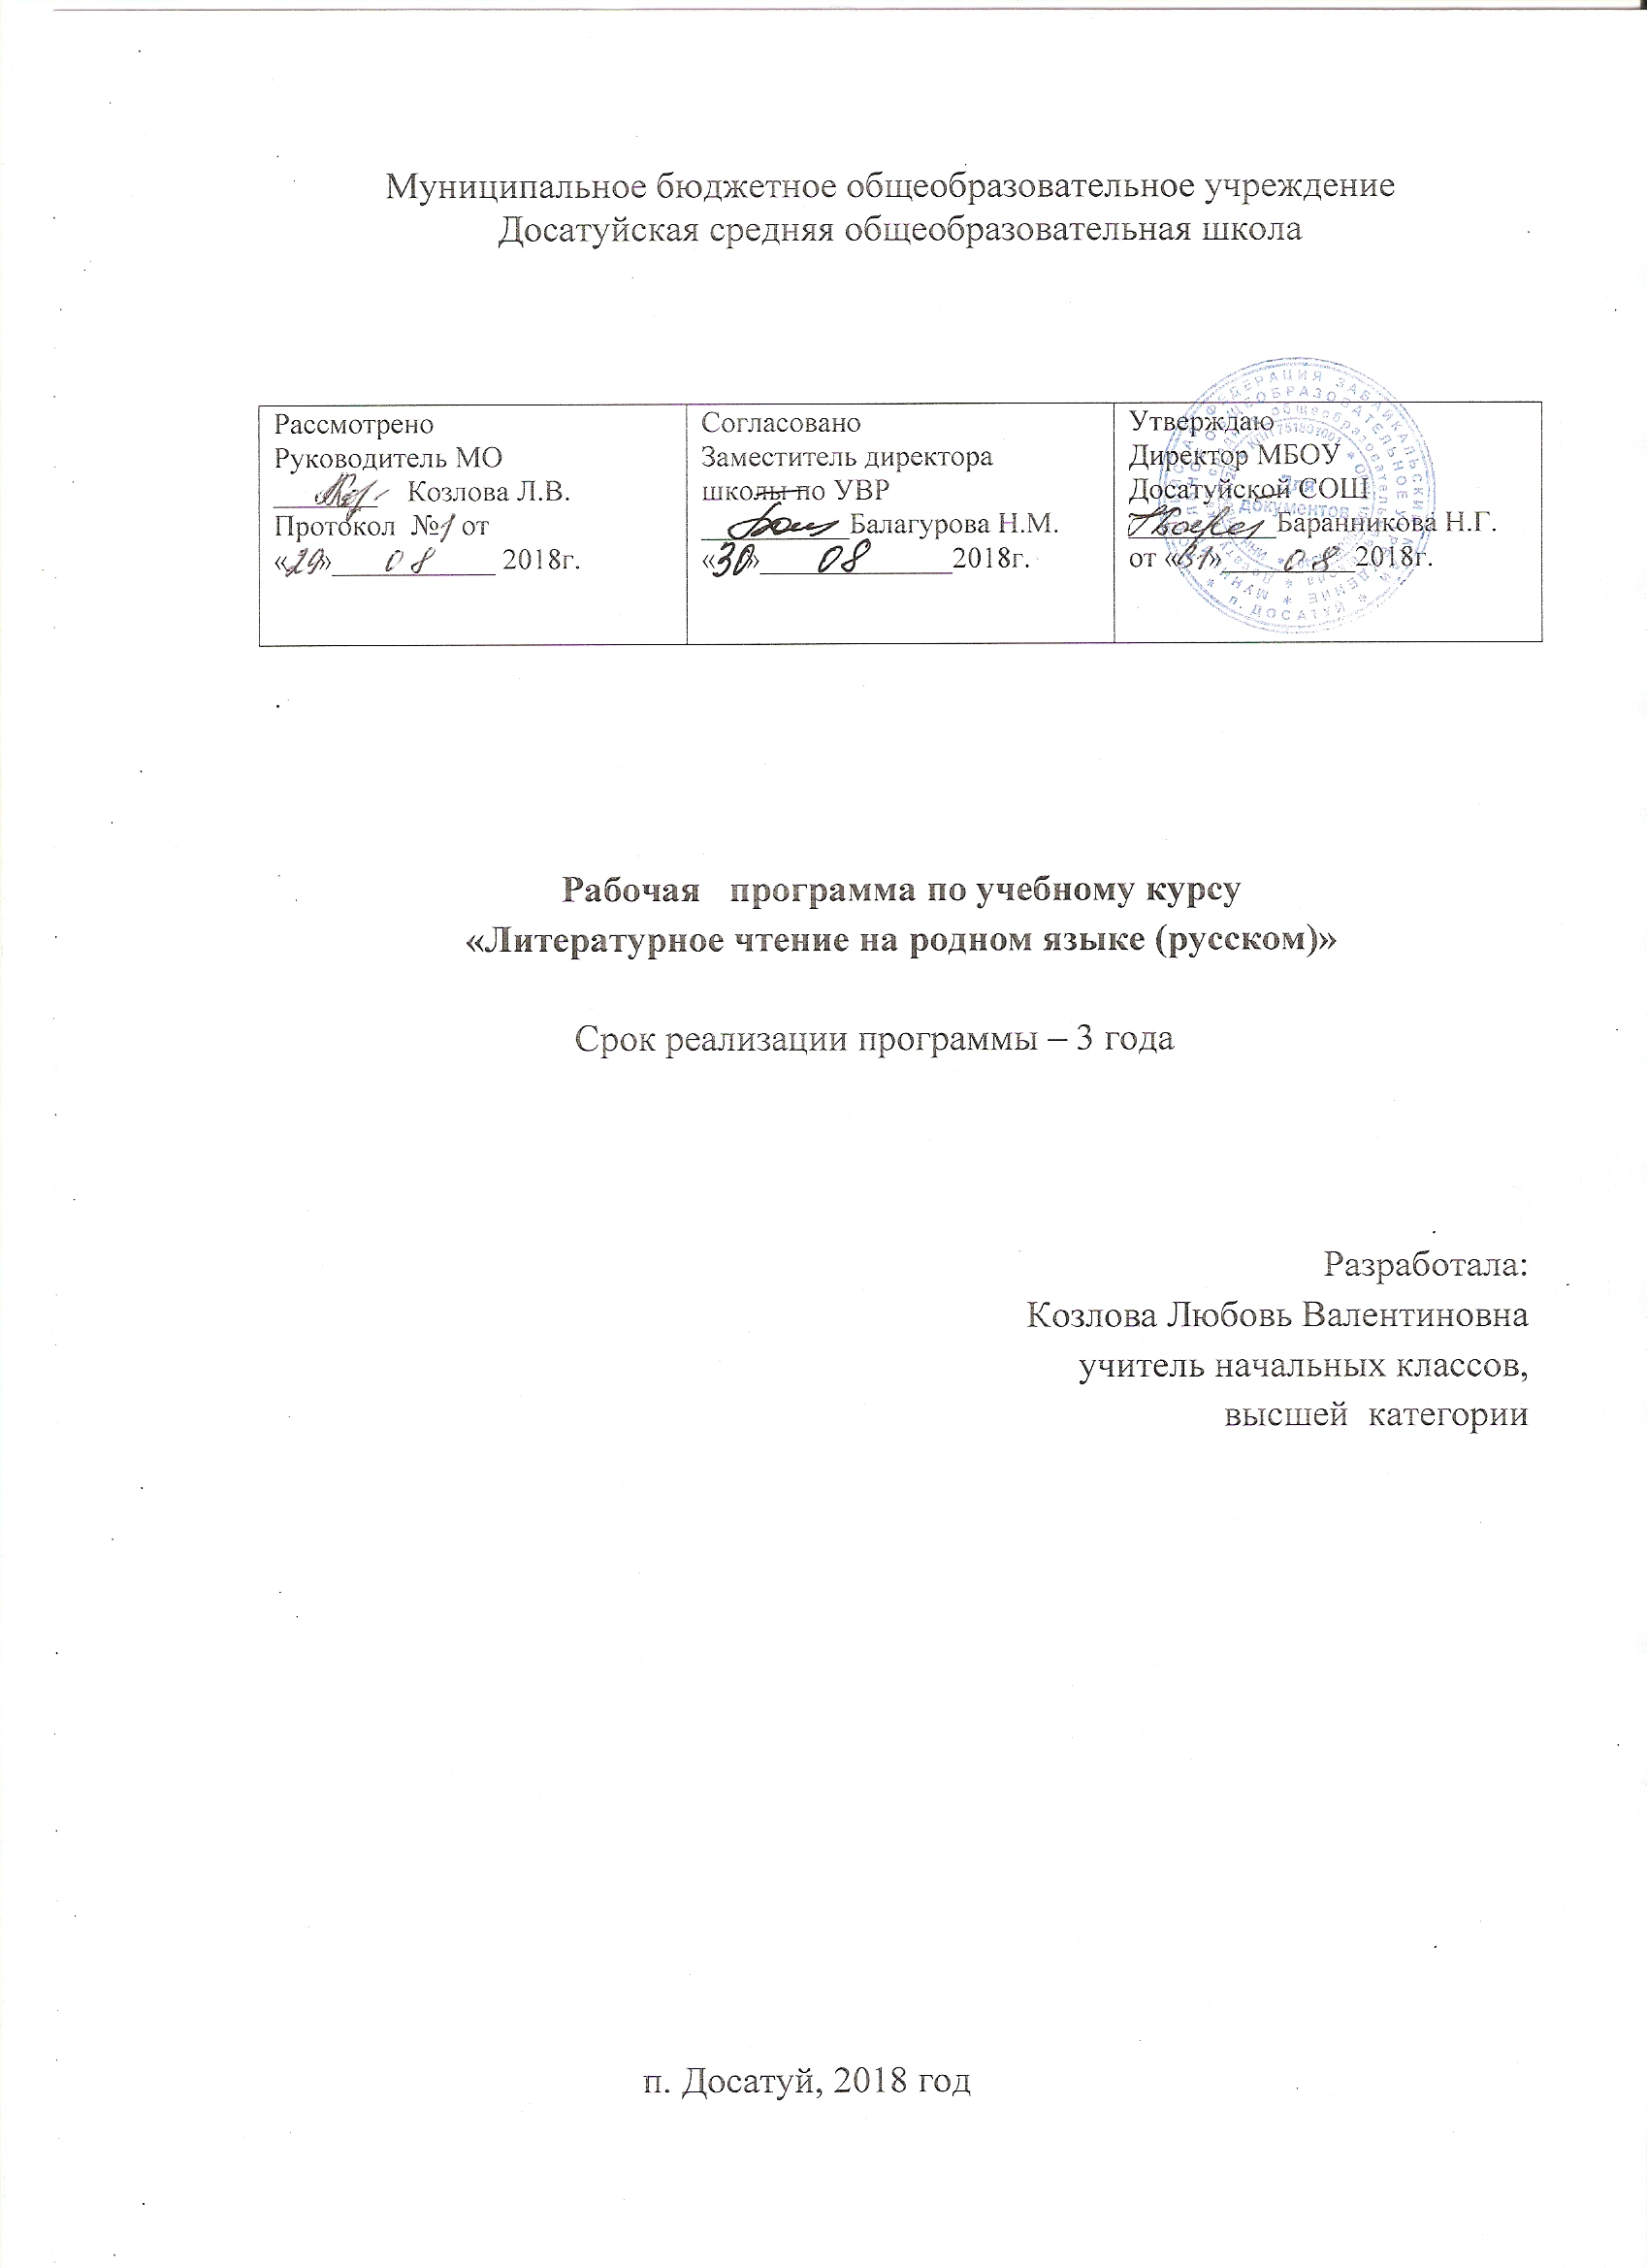 Муниципальное бюджетное общеобразовательное учреждение
Досатуйская средняя общеобразовательная школа
Рассмотрено
Руководитель МО
Козлова Л.В.
Протокол №1 от
«29» 08 2018г.
Согласовано
Заместитель директора
школы по УВР
Балагурова Н.М.
«30» 08 2018г.
Утверждаю
Директор МБОУ
Досатуйской СОШ
Баранникова Н.Г.
от «31» 08 2018г.
Для
документов
п. ДОСАТУЙ
Рабочая программа по учебному курсу
«Литературное чтение на родном языке (русском)»
Срок реализации программы – 3 года
Разработала:
Козлова Любовь Валентиновна
учитель начальных классов,
высшей категории
п. Досатуй, 2018 год